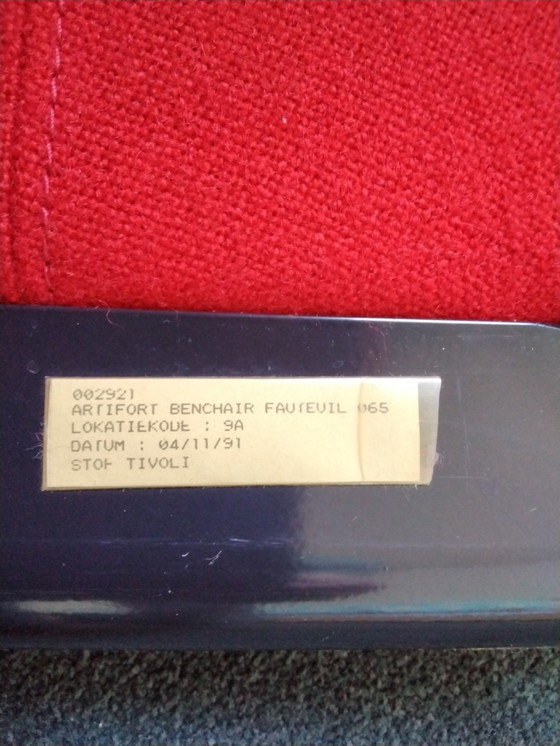 002921
ARTIFORT BENCHAIR FAUTEUIL 065
LOKATIEKODE : 9A
DATUM : 04/11/91
STOF TIVOLI